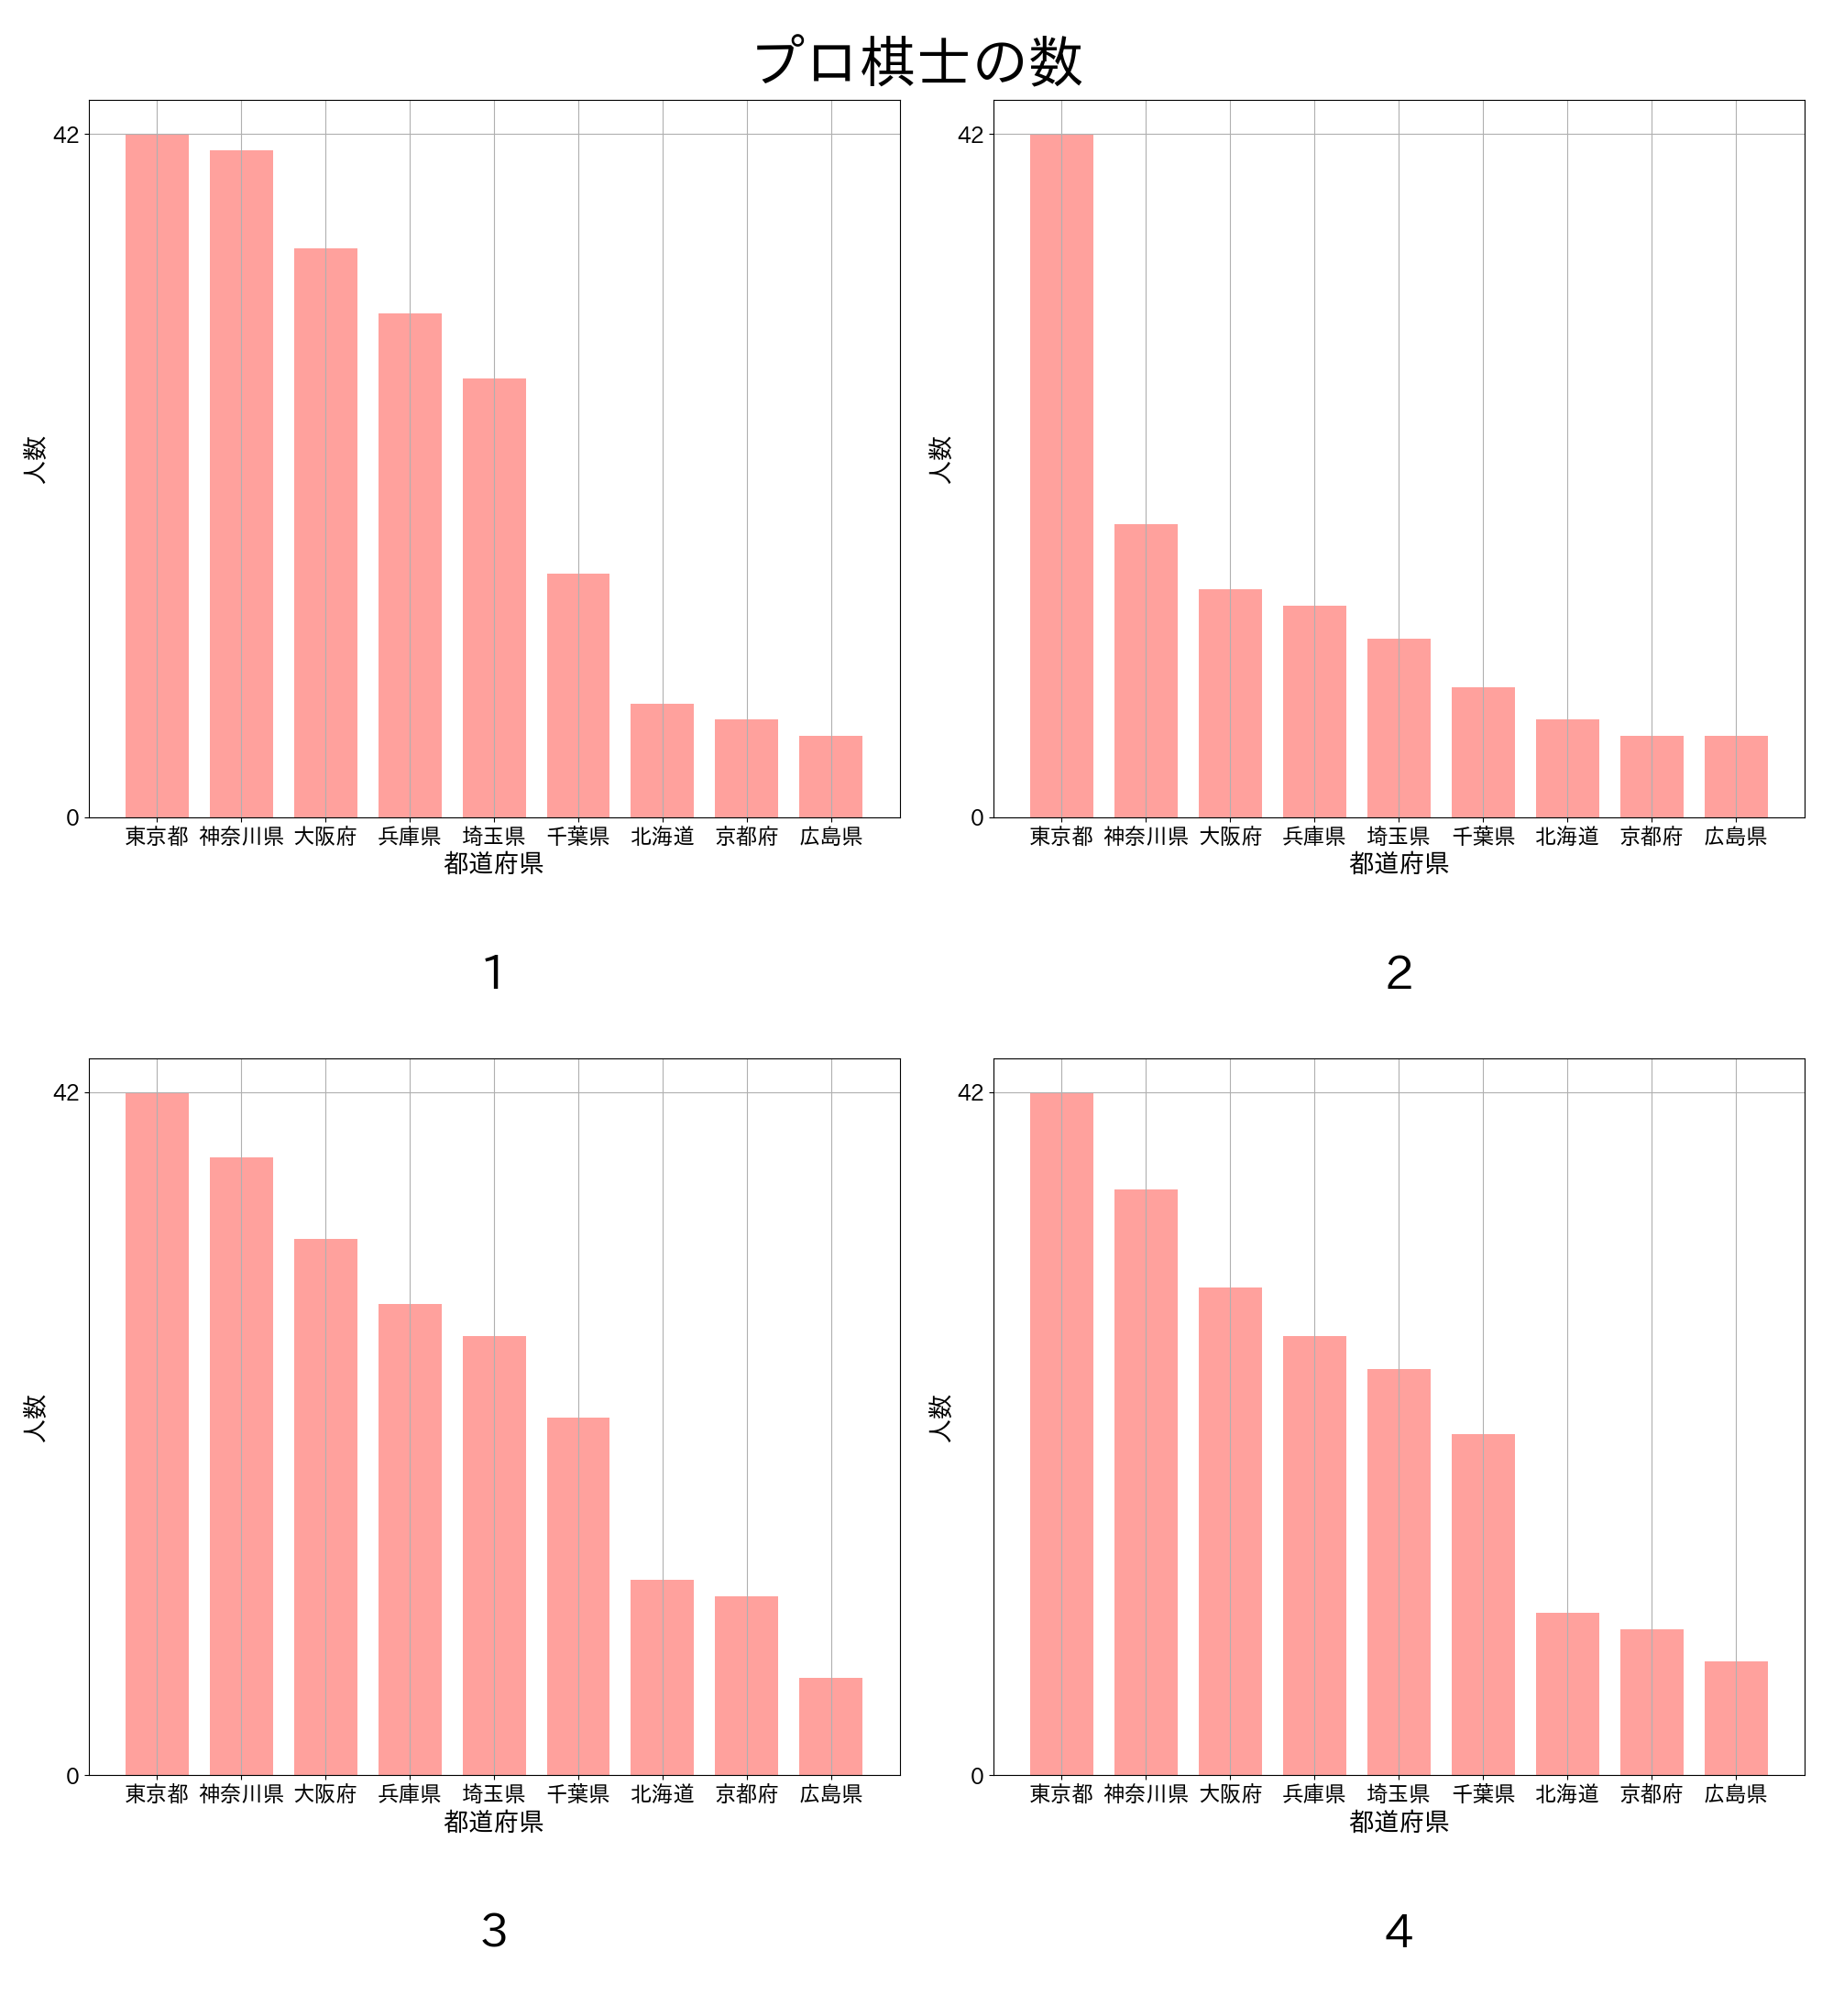 プロ棋士の数
42
人数
0
東京都 神奈川県 大阪府 兵庫県 埼玉県 千葉県 北海道 京都府 広島県
都道府県
1
42
人数
0
東京都 神奈川県 大阪府 兵庫県 埼玉県 千葉県 北海道 京都府 広島県
都道府県
2
42
人数
0
東京都 神奈川県 大阪府 兵庫県 埼玉県 千葉県 北海道 京都府 広島県
都道府県
3
42
人数
0
東京都 神奈川県 大阪府 兵庫県 埼玉県 千葉県 北海道 京都府 広島県
都道府県
4